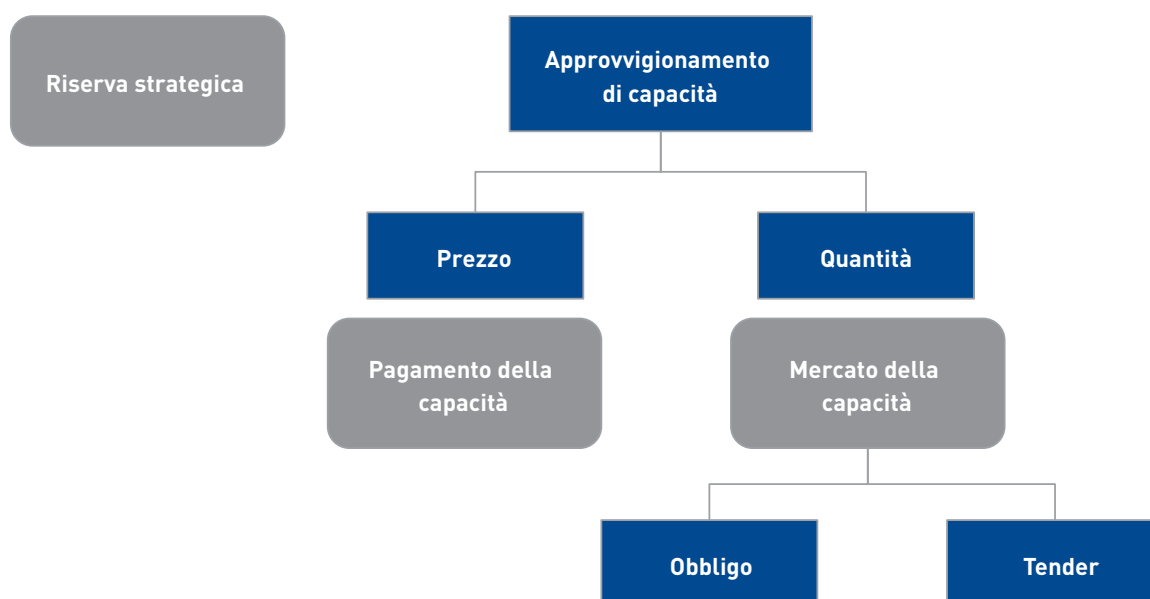 Riserva strategica
Approvvigionamento
di capacità
Prezzo
Quantità
Pagamento della
capacità
Mercato della
capacità
Obbligo
Tender